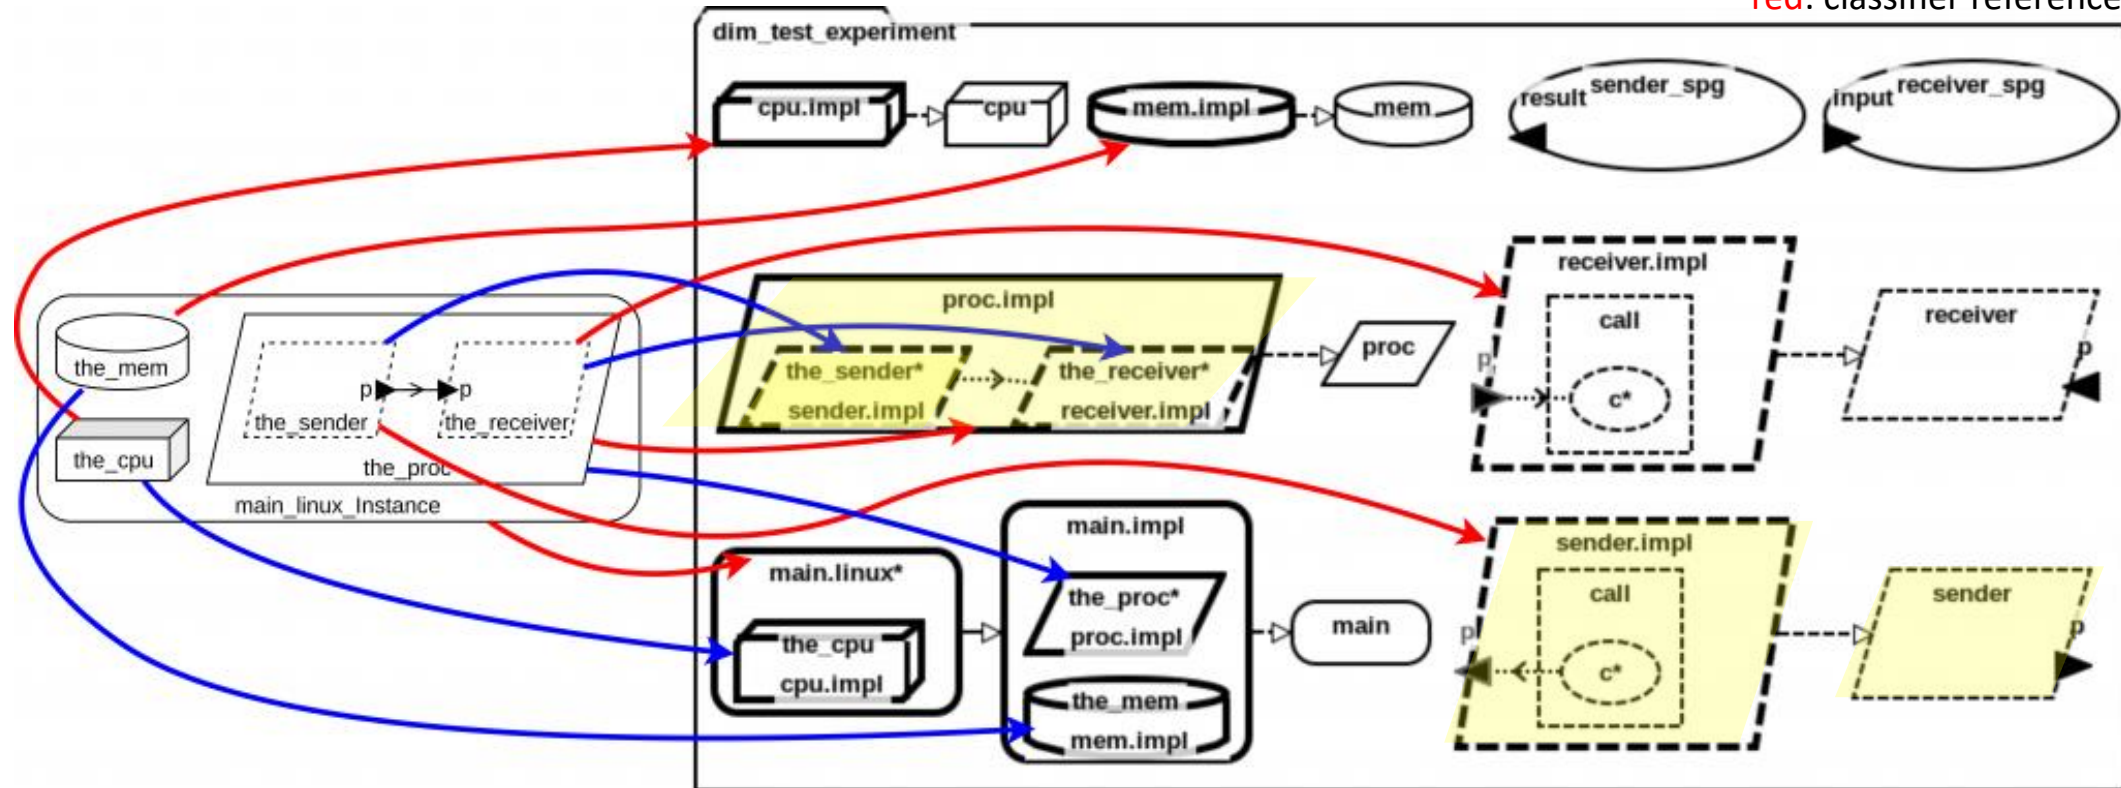 red: classifier reference
dim_test_experiment
cpu.impl
cpu
mem.impl
mem
result
sender_spg
input
receiver_spg
receiver.impl
call
c*
p
receiver
p
proc.impl
the_sender*
sender.impl
the_receiver*
receiver.impl
proc
the_mem
the_cpu
p
p
the_sender
the_receiver
the_proc
main_linux_Instance
main.linux*
the_cpu
cpu.impl
main.impl
the_proc*
proc.impl
the_mem
mem.impl
main
sender.impl
call
c*
p
sender
p